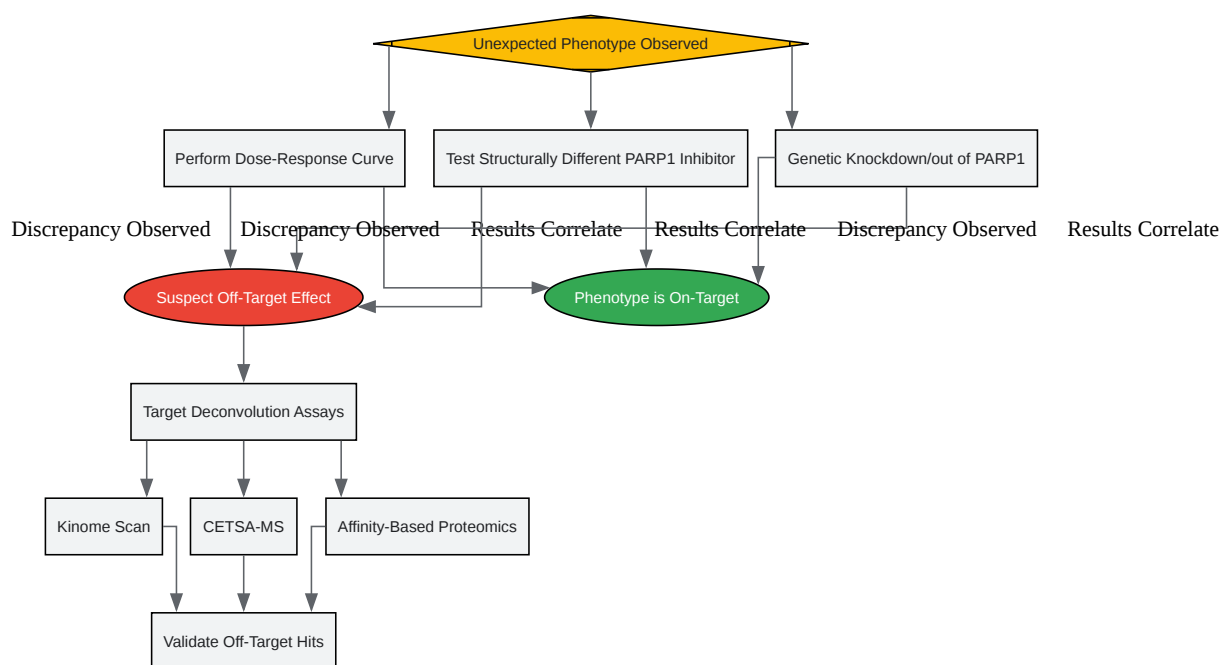 Unexpected Phenotype Observed
Perform Dose-Response Curve
Test Structurally Different PARP1 Inhibitor
Genetic Knockdown/out of PARP1
Discrepancy Observed
Discrepancy Observed
Results Correlate
Results Correlate
Discrepancy Observed
Results Correlate
Suspect Off-Target Effect
Phenotype is On-Target
Target Deconvolution Assays
Kinome Scan
CETSA-MS
Affinity-Based Proteomics
Validate Off-Target Hits